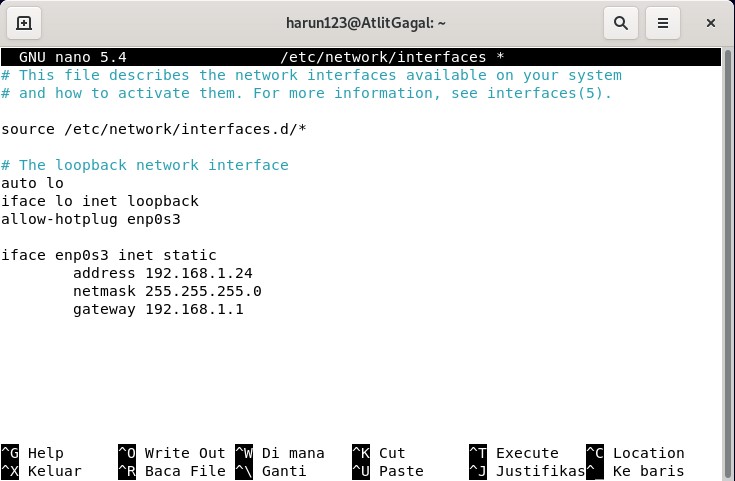 harun123@AtlitGagal: ~
GNU nano 5.4 /etc/network/interfaces *
# This file describes the network interfaces available on your system
# and how to activate them. For more information, see interfaces(5).
source /etc/network/interfaces.d/*
# The loopback network interface
auto lo
iface lo inet loopback
allow-hotplug enp0s3
iface enp0s3 inet static
address 192.168.1.24
netmask 255.255.255.0
gateway 192.168.1.1
^G Help ^O Write Out ^W Di mana ^K Cut ^T Execute ^C Location
^X Keluar ^R Baca File ^\ Ganti ^U Paste ^J Justifikas^_ Ke baris